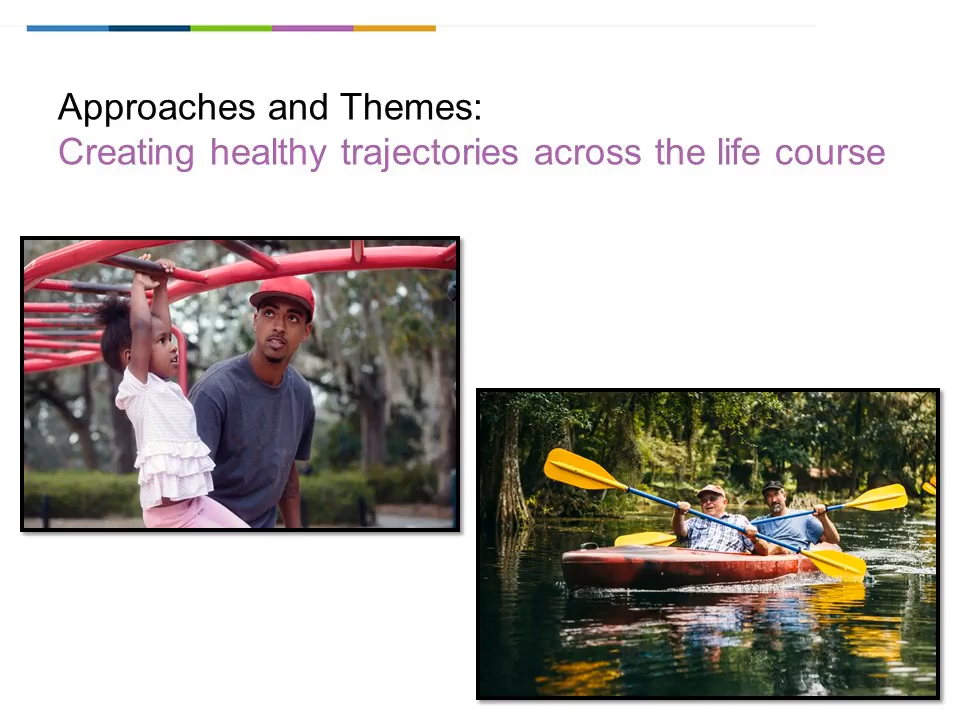 Approaches and Themes:
Creating healthy trajectories across the life course